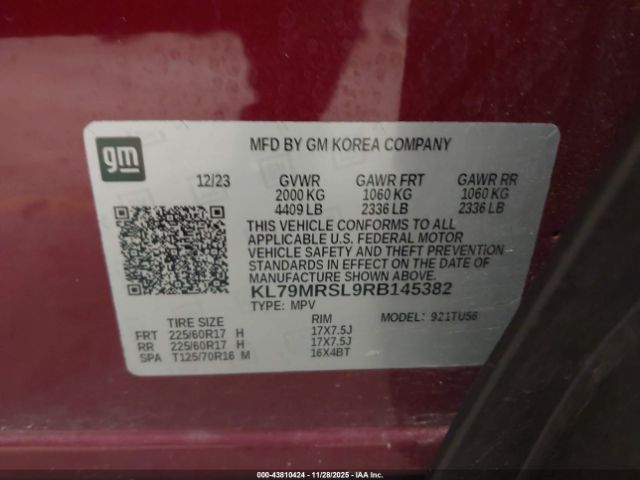 gm
MFD BY GM KOREA COMPANY
12/23 GVWR GAWR FRT GAWR RR
2000 KG 1060 KG 1060 KG
4409 LB 2336 LB 2336 LB
THIS VEHICLE CONFORMS TO ALL
APPLICABLE U.S. FEDERAL MOTOR
VEHICLE SAFETY AND THEFT PREVENTION
STANDARDS IN EFFECT ON THE DATE OF
MANUFACTURE SHOWN ABOVE.
KL79MRSL9RB145382
TYPE: MPV MODEL: 921TU56
TIRE SIZE RIM
FRT 225/60R17 H 17X7.5J
RR 225/60R17 H 17X7.5J
SPA T125/70R16 M 16X4BT
000-43810424 | 11/28/2025 - IAA Inc.